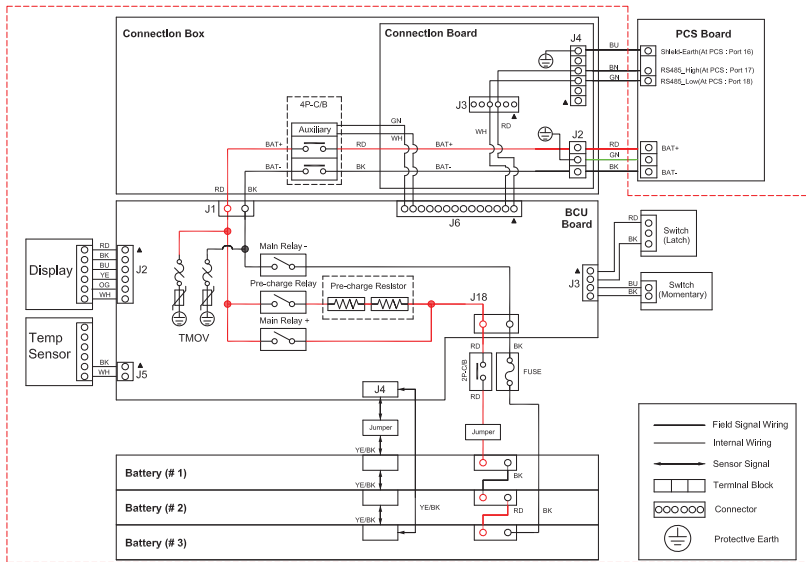 Connection Box
Connection Board
J4
BU
BN
GN
PCS Board
Shield-Earth(At PCS : Port 16)
RS485_High(At PCS : Port 17)
RS485_Low(At PCS : Port 18)
J3
WH
RD
4P-C/B
Auxiliary
GN
WH
J2
RD
GN
BK
BAT+
BAT-
BAT+
RD
BAT+
BAT-
BK
BAT-
RD
BK
J1
J6
BCU
Board
Display
RD
BK
BU
YE
OG
WH
J2
Temp
Sensor
BK
WH
J5
TMOV
Main Relay -
Pre-charge Relay
Pre-charge Resistor
Main Relay +
J18
J3
RD
BK
Switch
(Latch)
BU
BK
Switch
(Momentary)
RD
BK
2P-C/B
FUSE
RD
J4
Jumper
Jumper
YE/BK
Battery (# 1)
BK
YE/BK
Battery (# 2)
YE/BK
RD
BK
YE/BK
Battery (# 3)
Field Signal Wiring
Internal Wiring
Sensor Signal
Terminal Block
Connector
Protective Earth